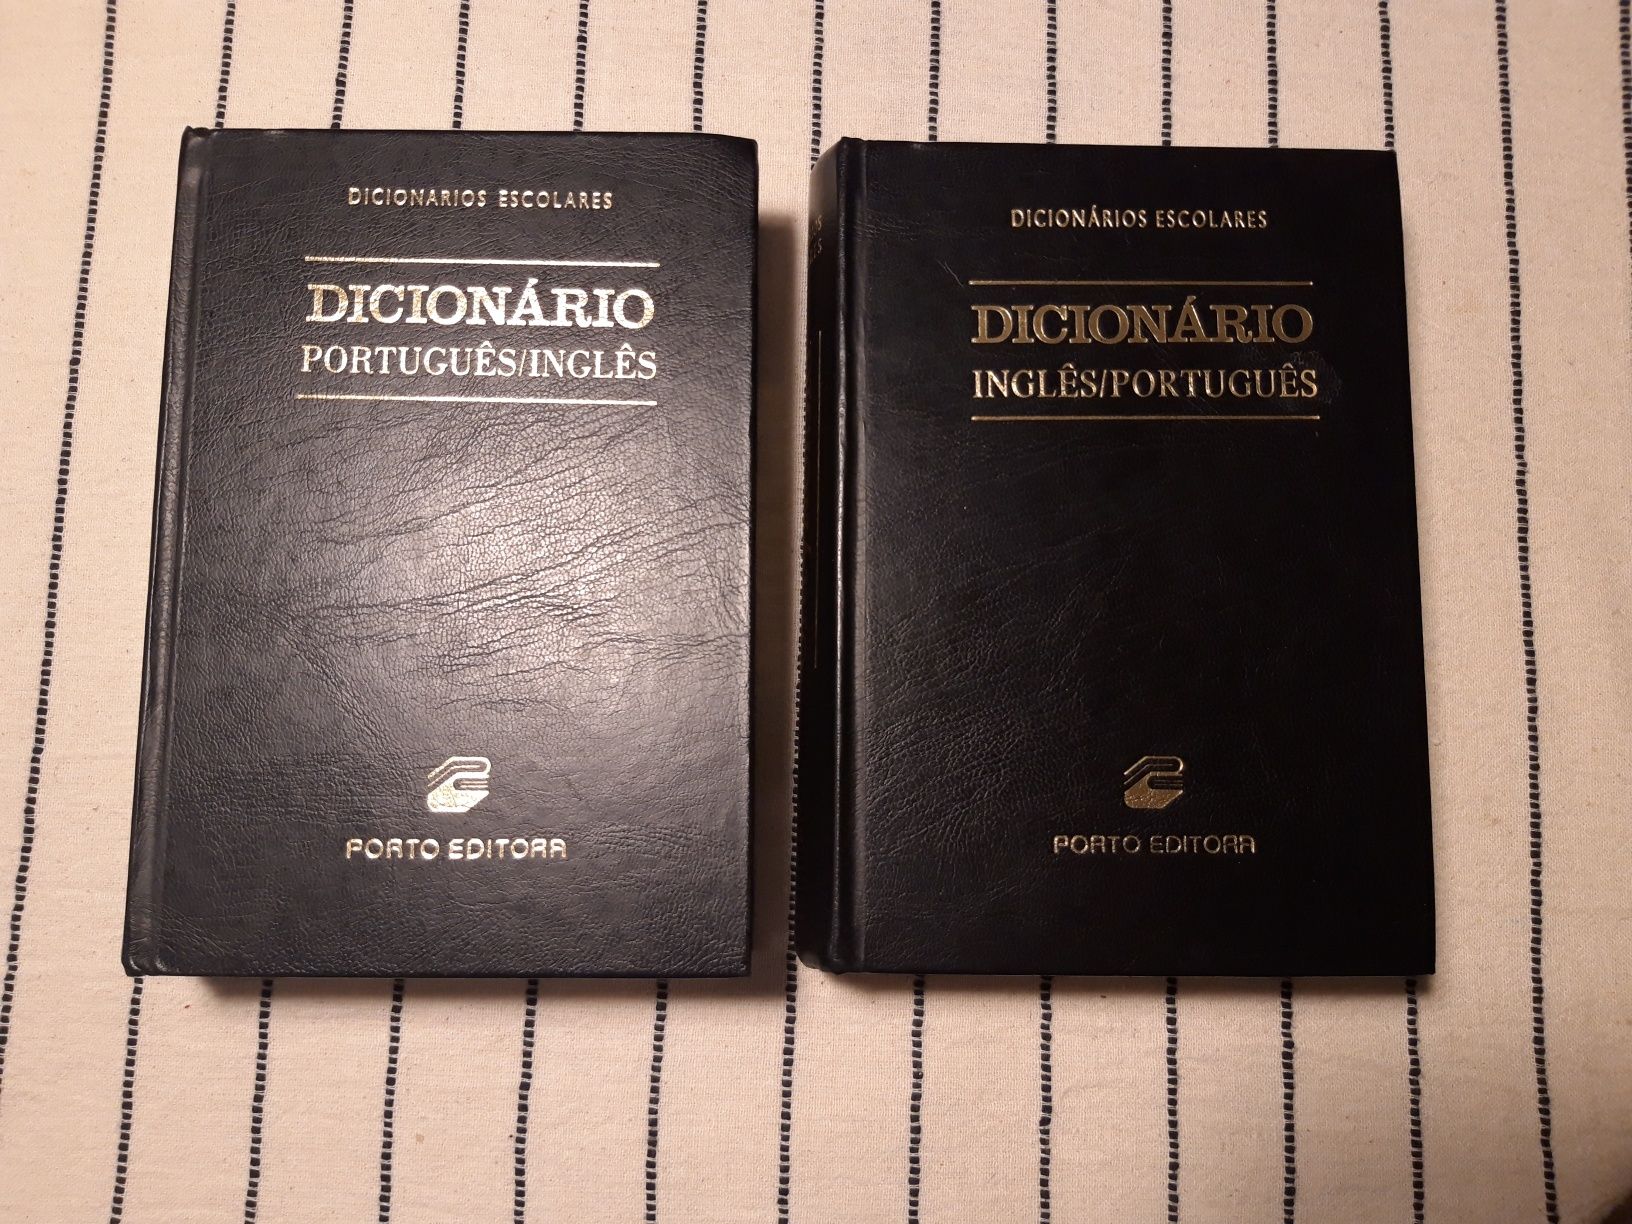 DICIONARIOS ESCOLARES
DICIONÁRIO
PORTUGUÊS/INGLÊS
PORTO EDITORA
DICIONÁRIOS ESCOLARES
DICIONÁRIO
INGLÊS/PORTUGUÊS
PORTO EDITORA